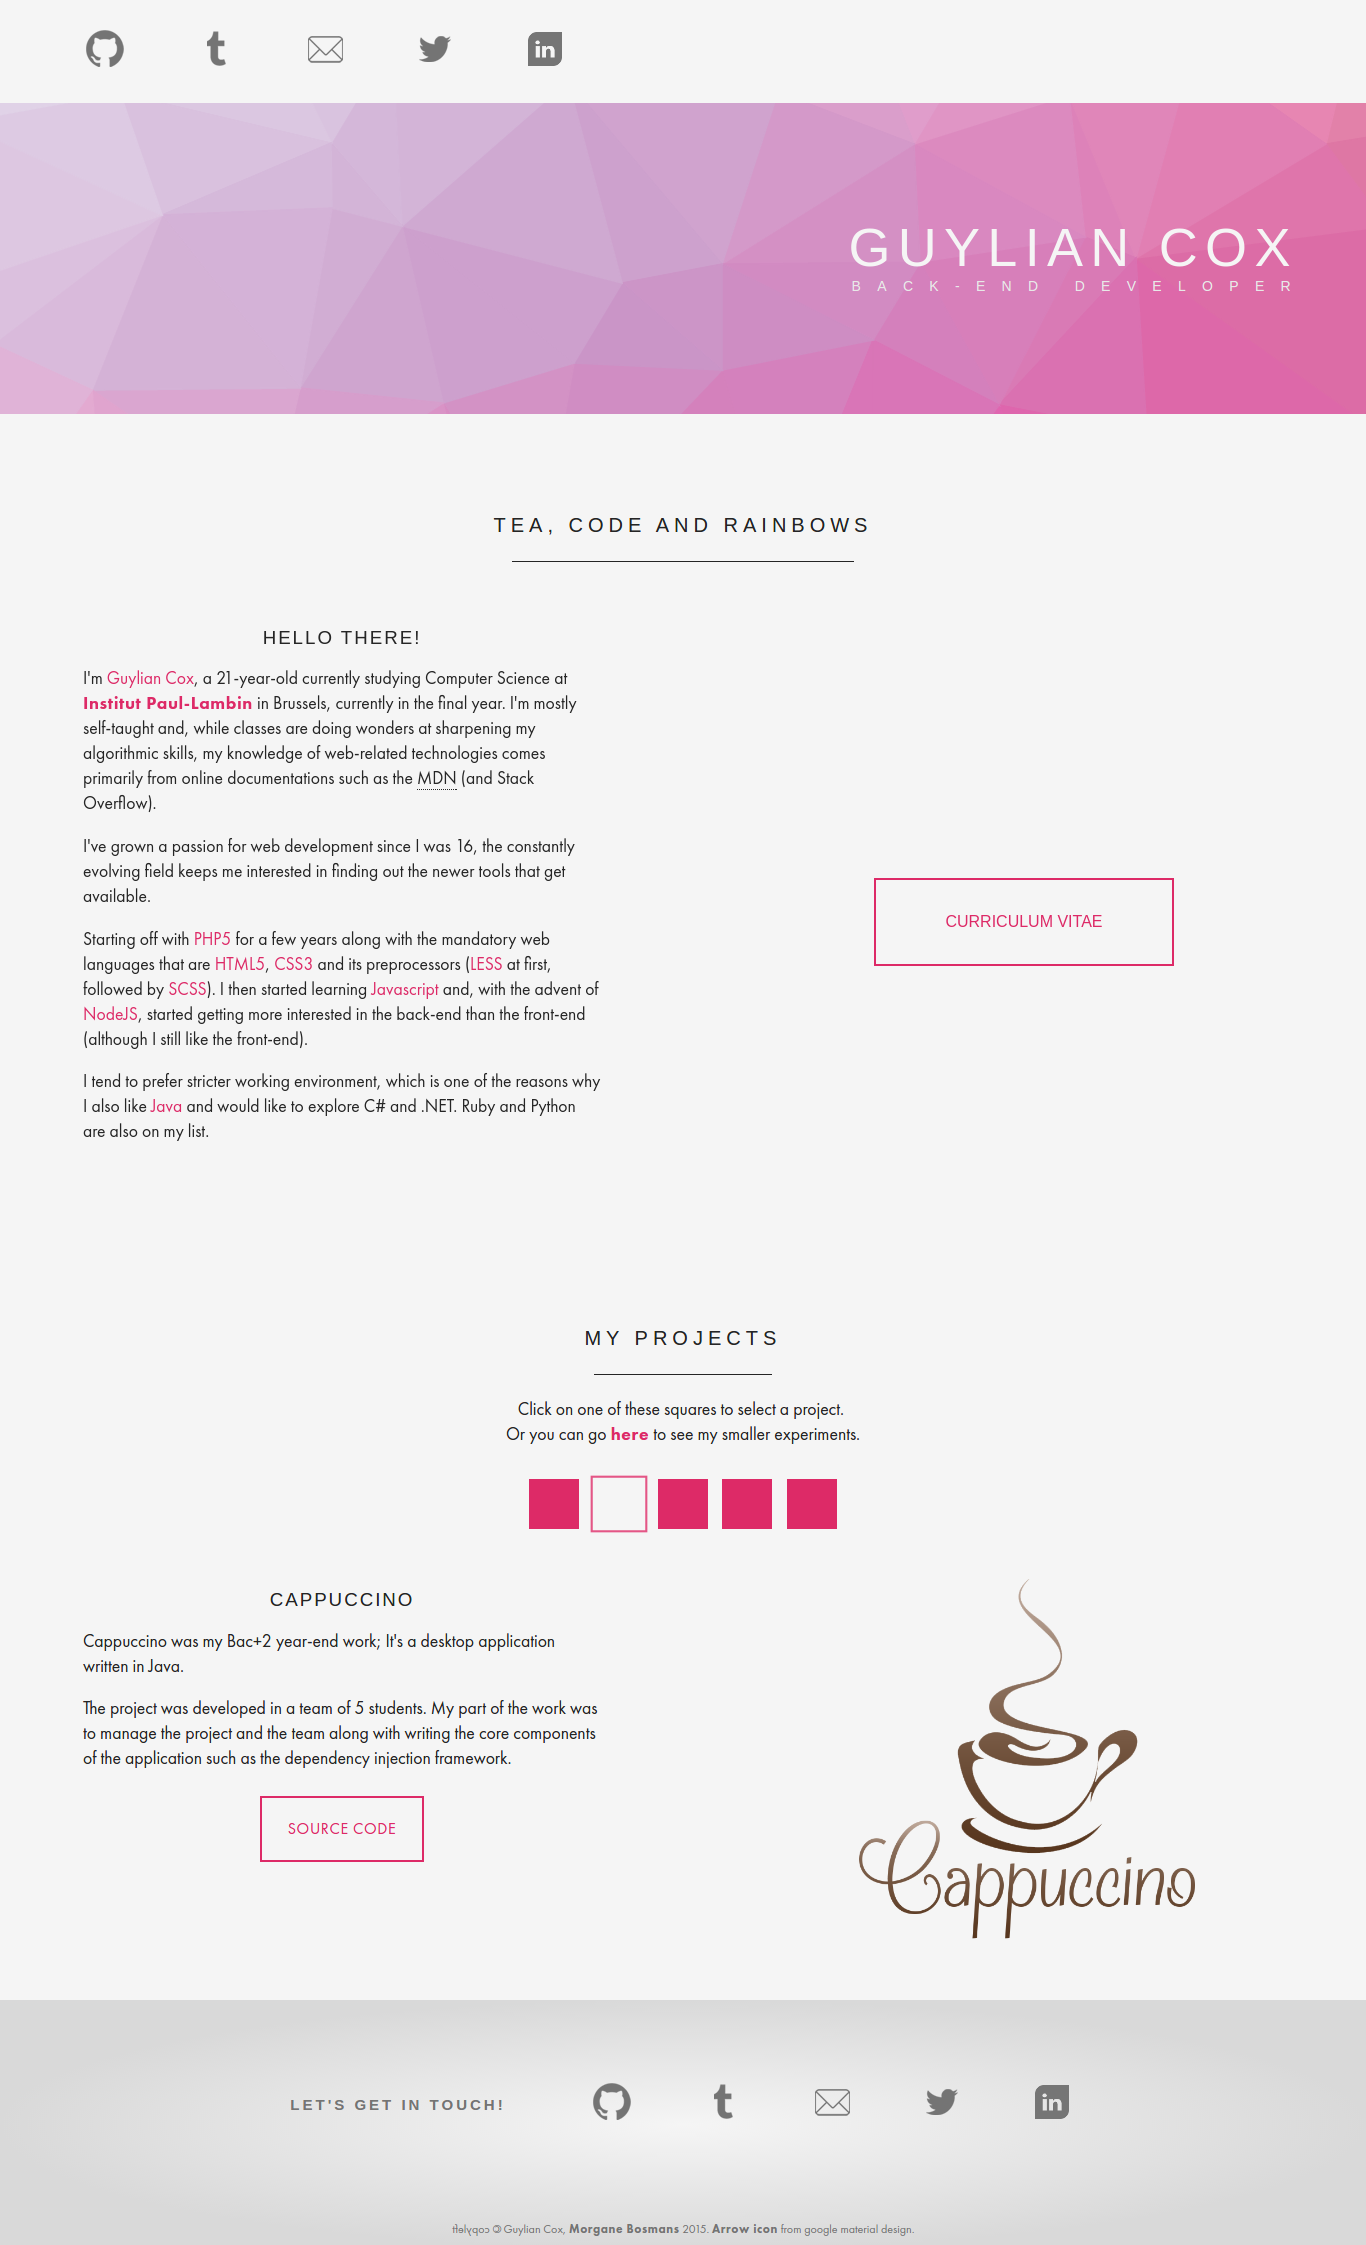 GUYLIAN COX
BACK-END DEVELOPER
TEA, CODE AND RAINBOWS
HELLO THERE!
I'm Guylian Cox, a 21-year-old currently studying Computer Science at
Institut Paul-Lambin in Brussels, currently in the final year. I'm mostly
self-taught and, while classes are doing wonders at sharpening my
algorithmic skills, my knowledge of web-related technologies comes
primarily from online documentations such as the MDN (and Stack
Overflow).
I've grown a passion for web development since I was 16, the constantly
evolving field keeps me interested in finding out the newer tools that get
available.
CURRICULUM VITAE
Starting off with PHP5 for a few years along with the mandatory web
languages that are HTML5, CSS3 and its preprocessors (LESS at first,
followed by SCSS). I then started learning Javascript and, with the advent of
NodeJS, started getting more interested in the back-end than the front-end
(although I still like the front-end).
I tend to prefer stricter working environment, which is one of the reasons why
I also like Java and would like to explore C# and .NET. Ruby and Python
are also on my list.
MY PROJECTS
Click on one of these squares to select a project.
Or you can go here to see my smaller experiments.
CAPPUCCINO
Cappuccino was my Bac+2 year-end work; It's a desktop application
written in Java.
The project was developed in a team of 5 students. My part of the work was
to manage the project and the team along with writing the core components
of the application such as the dependency injection framework.
SOURCE CODE
Cappuccino
LET'S GET IN TOUCH!
copyleft © Guylian Cox, Morgane Bosmans 2015. Arrow icon from google material design.